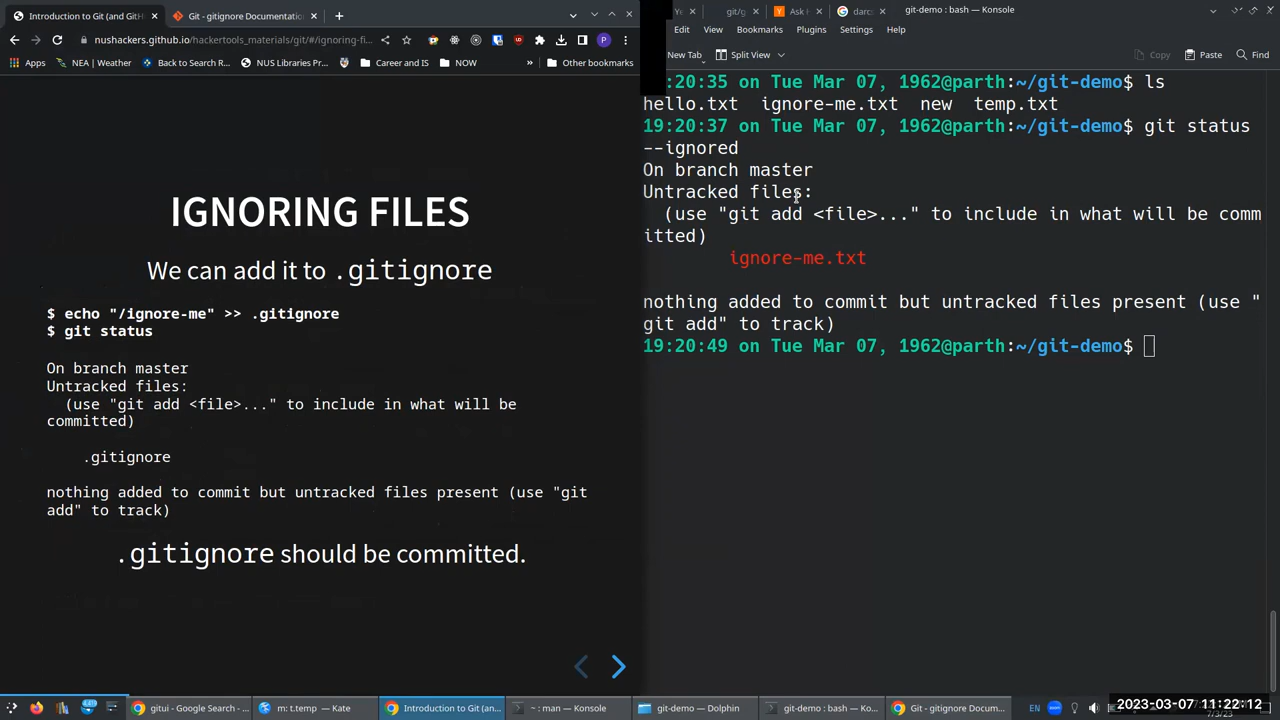 Introduction to Git (and GitH
Git - gitignore Documentatio
nushackers.github.io/hackertools_materials/git/#/ignoring-fi...
Apps
NEA | Weather
Back to Search R...
NUS Libraries Pro...
Career and IS
NOW
»
Other bookmarks
IGNORING FILES
We can add it to .gitignore
$ echo "/ignore-me" >> .gitignore
$ git status
On branch master
Untracked files:
(use "git add <file>..." to include in what will be
committed)
.gitignore
nothing added to commit but untracked files present (use "git
add" to track)
.gitignore should be committed.
git/g
Ask H
darcs
git-demo : bash — Konsole
Edit
View
Bookmarks
Plugins
Settings
Help
New Tab
Split View
Copy
Paste
Find
:20:35 on Tue Mar 07, 1962@parth:~/git-demo$ ls
hello.txt ignore-me.txt new temp.txt
19:20:37 on Tue Mar 07, 1962@parth:~/git-demo$ git status
--ignored
On branch master
Untracked files:
(use "git add <file>..." to include in what will be comm
itted)
ignore-me.txt
nothing added to commit but untracked files present (use "
git add" to track)
19:20:49 on Tue Mar 07, 1962@parth:~/git-demo$
gitui - Google Search - ...
m: t.temp — Kate
Introduction to Git (an...
~ : man — Konsole
git-demo — Dolphin
git-demo : bash — Ko...
Git - gitignore Docum...
EN
2023-03-07 11:22:12
7/3/23